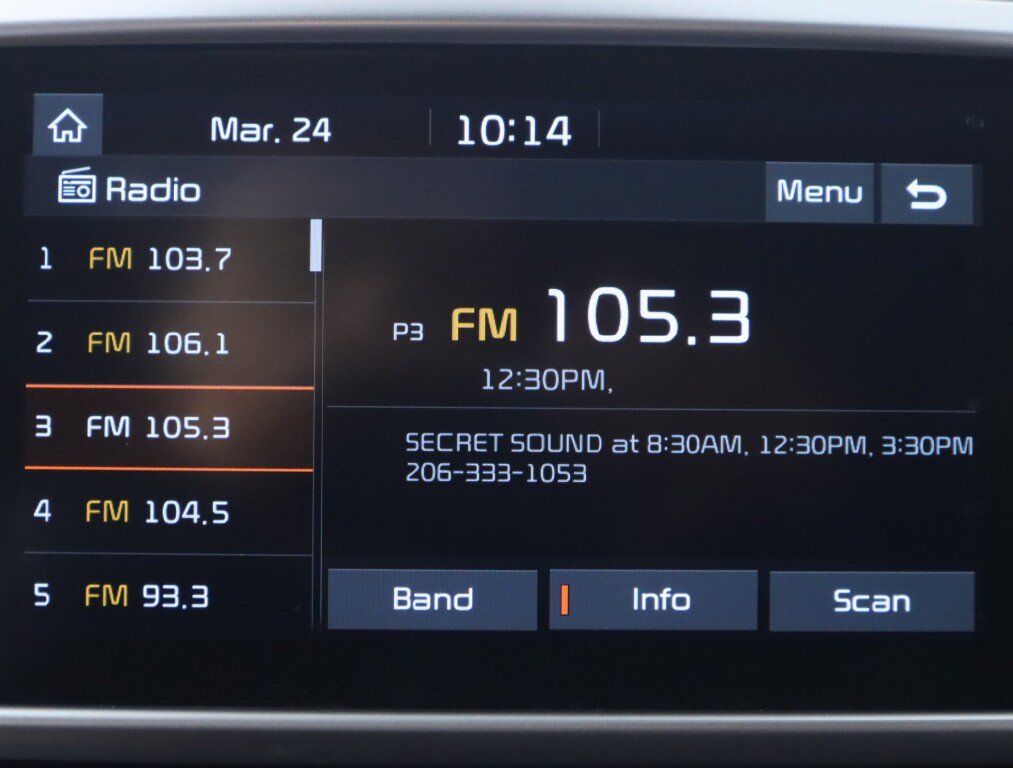 Mar. 24 10:14
Radio Menu
1 FM 103.7
2 FM 106.1
3 FM 105.3
4 FM 104.5
5 FM 93.3
P3 FM 105.3
12:30PM,
SECRET SOUND at 8:30AM, 12:30PM, 3:30PM
206-333-1053
Band Info Scan